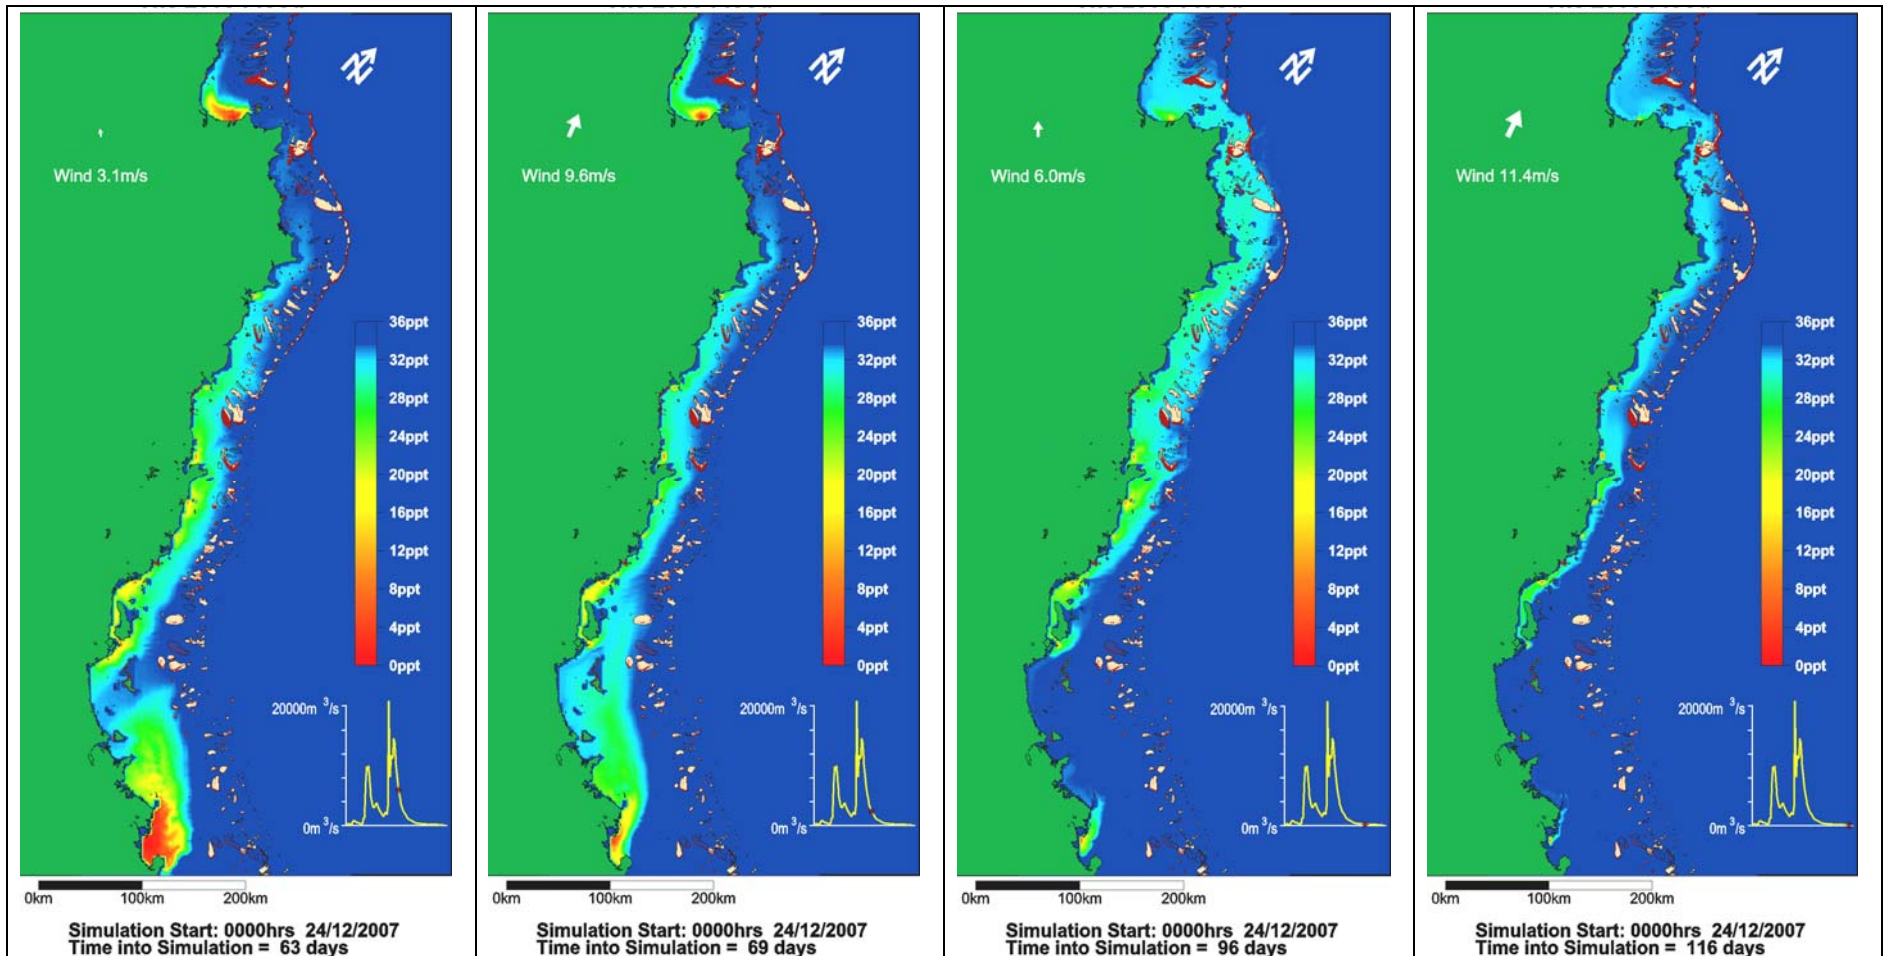 N
Wind 3.1m/s
36ppt
32ppt
28ppt
24ppt
20ppt
16ppt
12ppt
8ppt
4ppt
0ppt
20000m ³/s
0m ³/s
0km 100km 200km
Simulation Start: 0000hrs 24/12/2007
Time into Simulation = 63 days
N
Wind 9.6m/s
36ppt
32ppt
28ppt
24ppt
20ppt
16ppt
12ppt
8ppt
4ppt
0ppt
20000m ³/s
0m ³/s
0km 100km 200km
Simulation Start: 0000hrs 24/12/2007
Time into Simulation = 69 days
N
Wind 6.0m/s
36ppt
32ppt
28ppt
24ppt
20ppt
16ppt
12ppt
8ppt
4ppt
0ppt
20000m ³/s
0m ³/s
0km 100km 200km
Simulation Start: 0000hrs 24/12/2007
Time into Simulation = 96 days
N
Wind 11.4m/s
36ppt
32ppt
28ppt
24ppt
20ppt
16ppt
12ppt
8ppt
4ppt
0ppt
20000m ³/s
0m ³/s
0km 100km 200km
Simulation Start: 0000hrs 24/12/2007
Time into Simulation = 116 days